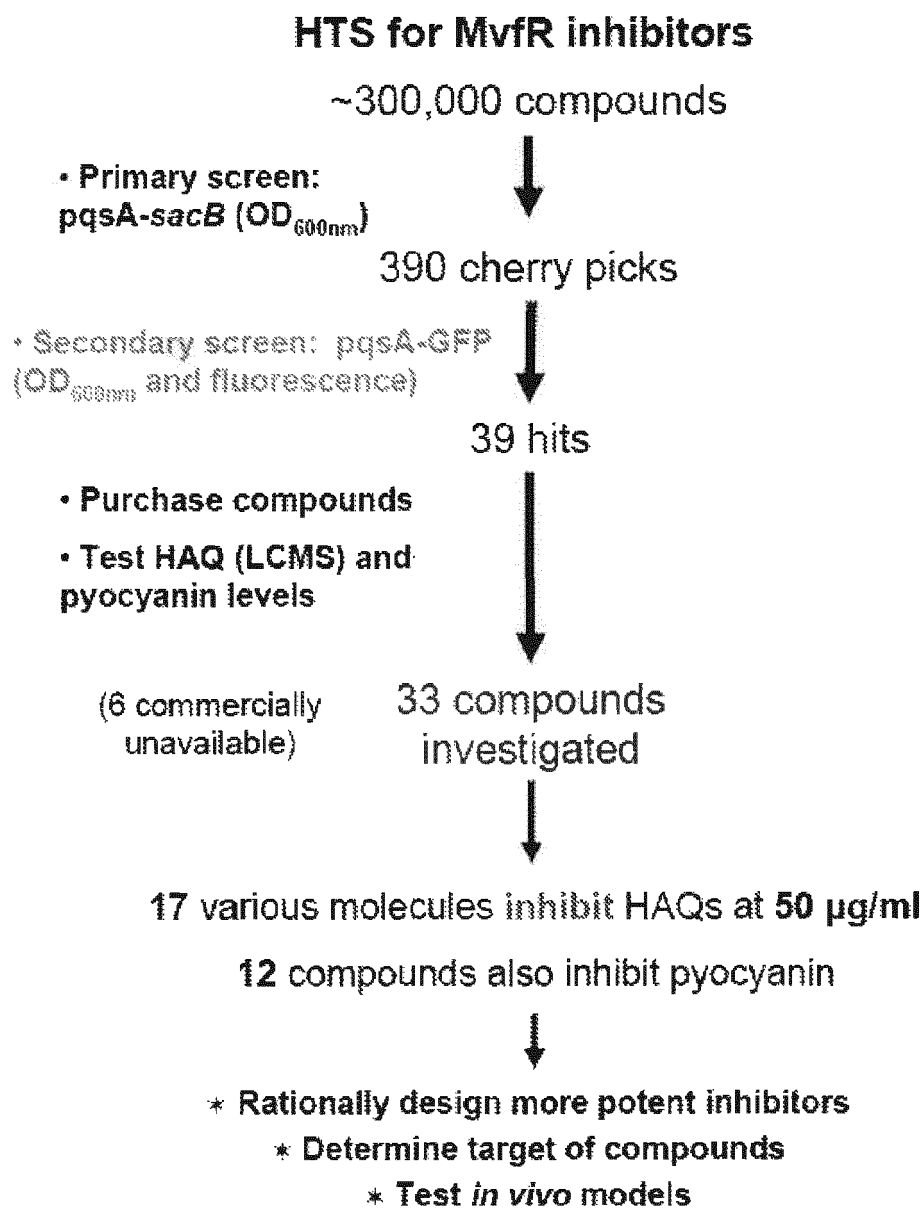 HTS for MvfR inhibitors
~300,000 compounds
• Primary screen:
pqsA-sacB (OD600nm)
390 cherry picks
• Secondary screen: pqsA-GFP
(OD600nm and fluorescence)
39 hits
• Purchase compounds
• Test HAQ (LCMS) and
pyocyanin levels
(6 commercially
unavailable)
33 compounds
investigated
17 various molecules inhibit HAQs at 50 µg/ml
12 compounds also inhibit pyocyanin
* Rationally design more potent inhibitors
* Determine target of compounds
* Test in vivo models